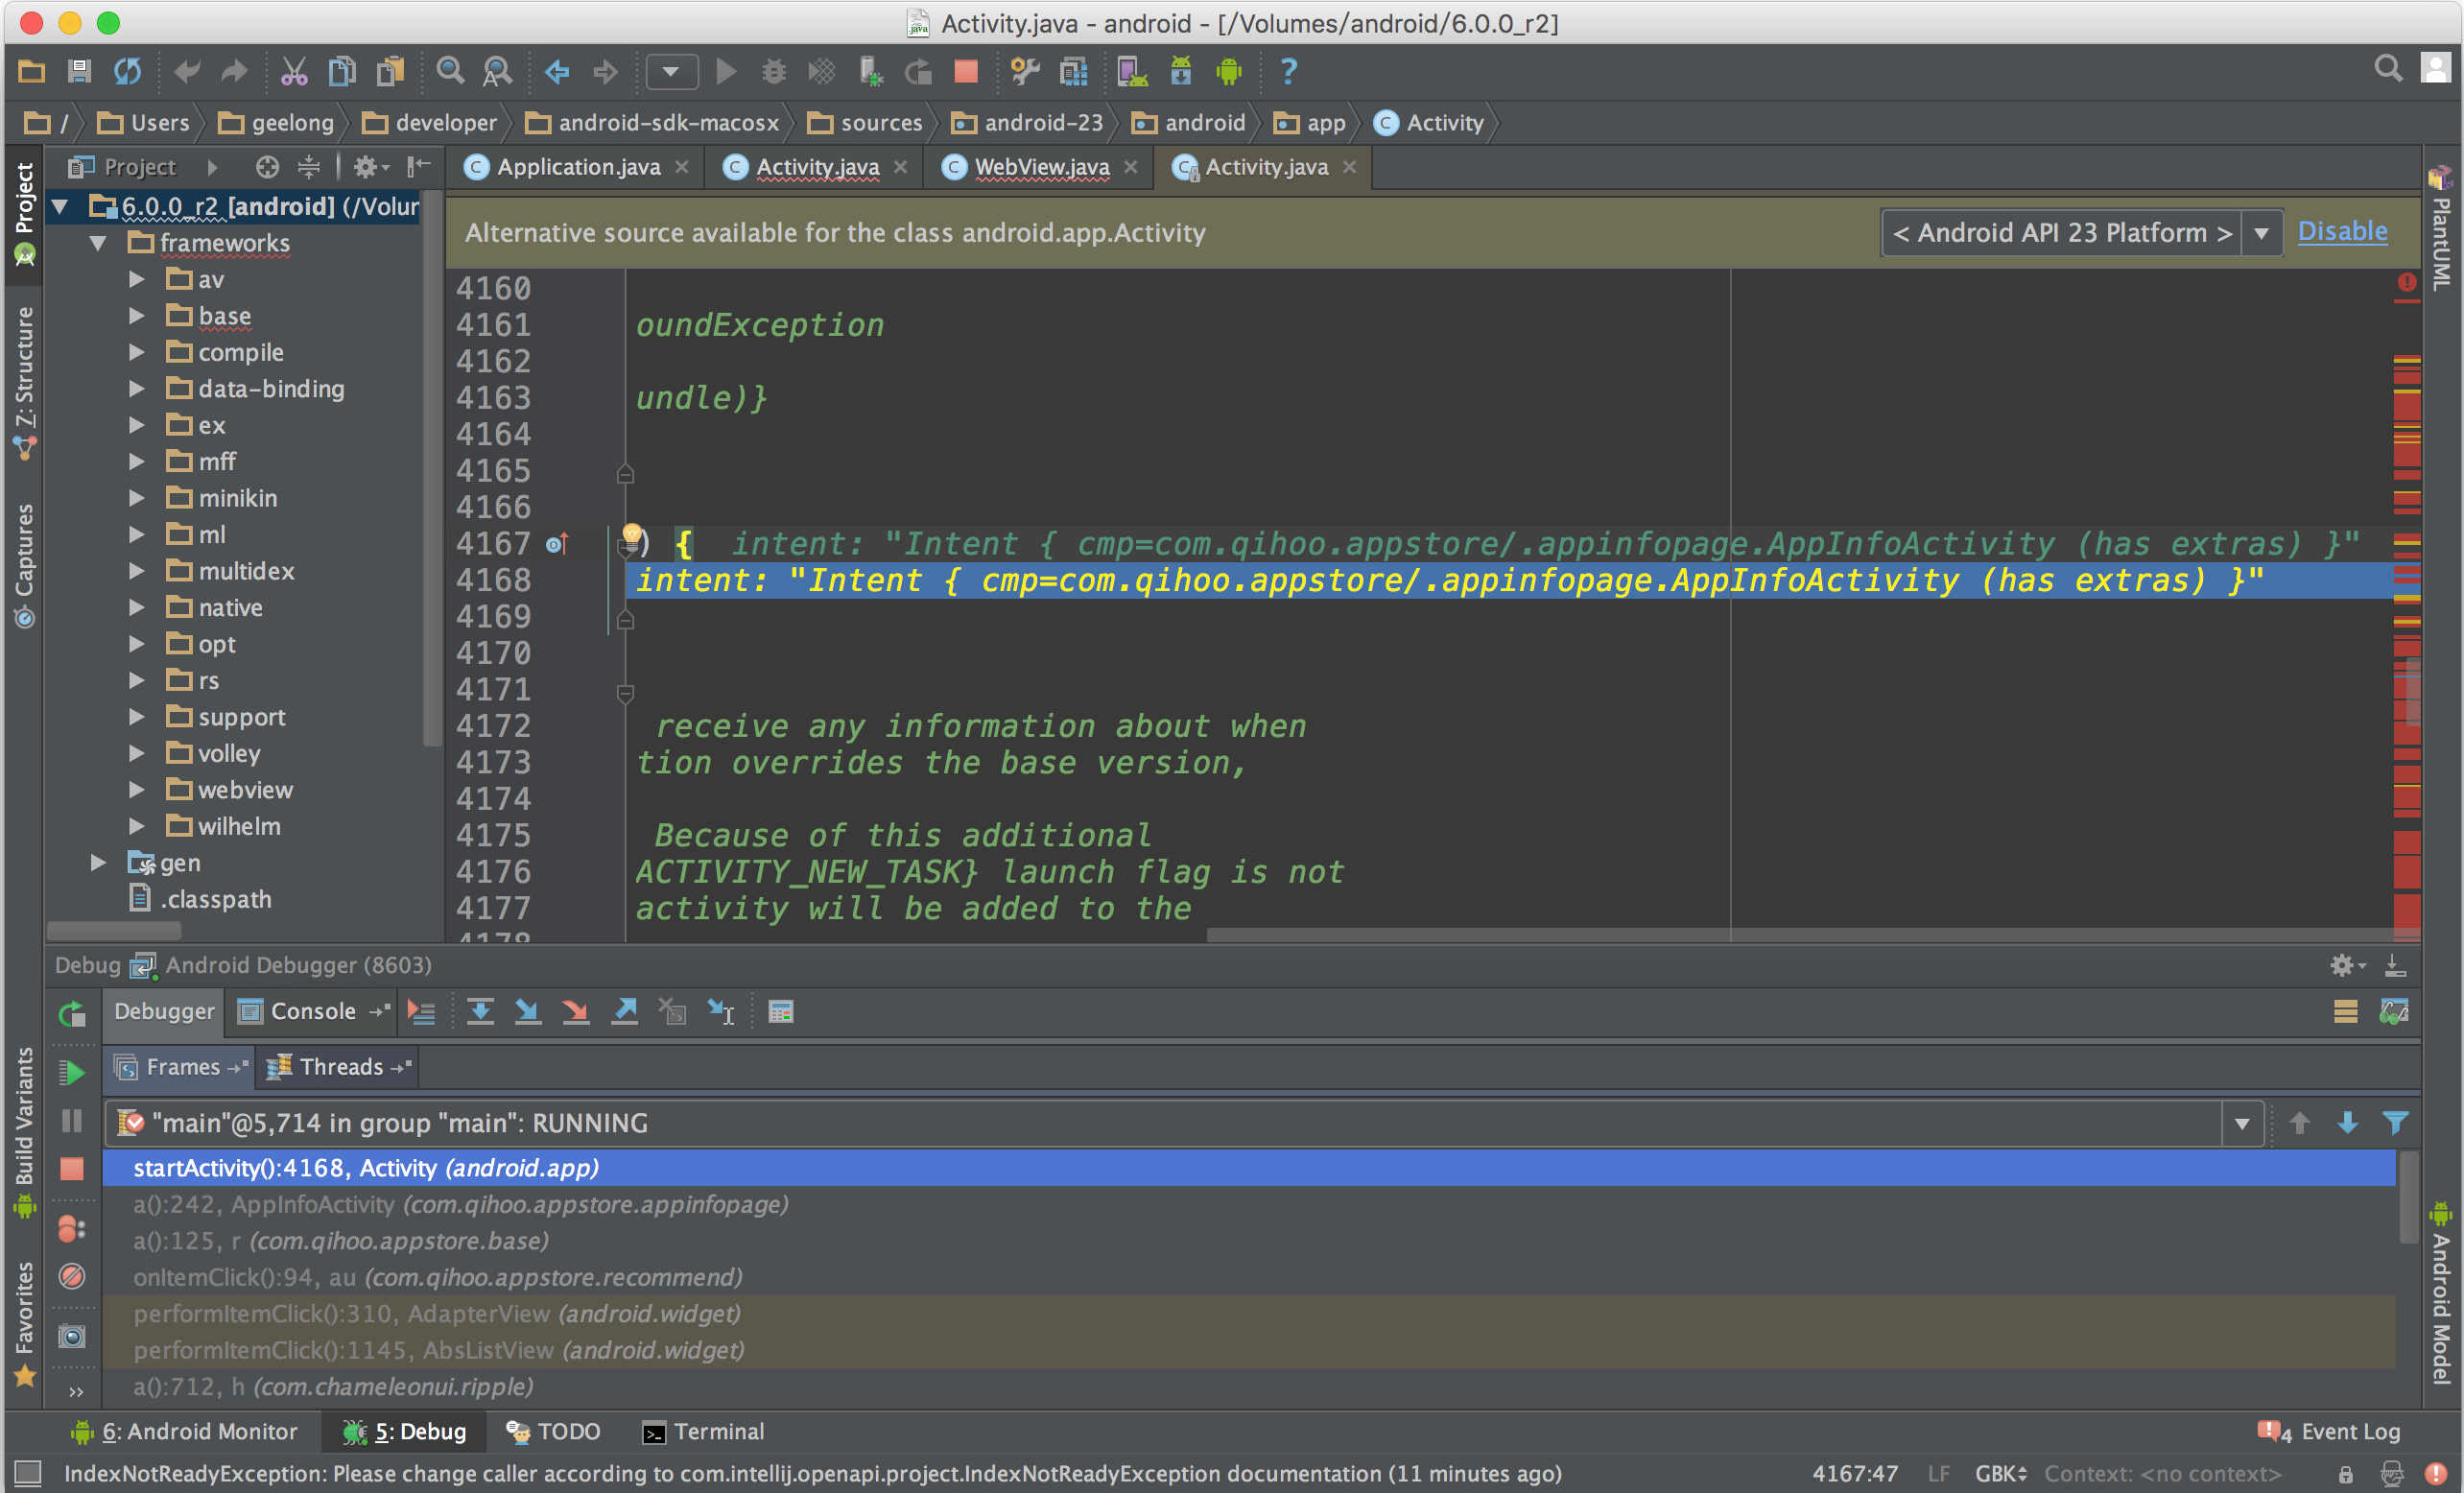 Activity.java - android - [/Volumes/android/6.0.0_r2]
/ Users geelong developer android-sdk-macosx sources android-23 android app Activity
Project
Application.java Activity.java WebView.java Activity.java
Alternative source available for the class android.app.Activity < Android API 23 Platform > Disable
6.0.0_r2 [android] (/Volur
frameworks
av
base
compile
data-binding
ex
mff
minikin
ml
multidex
native
opt
rs
support
volley
webview
wilhelm
gen
.classpath
4160
4161 oundException
4162
4163 undle)}
4164
4165
4166
4167 ) { intent: "Intent { cmp=com.qihoo.appstore/.appinfopage.AppInfoActivity (has extras) }"
4168 intent: "Intent { cmp=com.qihoo.appstore/.appinfopage.AppInfoActivity (has extras) }"
4169
4170
4171
4172 receive any information about when
4173 tion overrides the base version,
4174
4175 Because of this additional
4176 ACTIVITY_NEW_TASK} launch flag is not
4177 activity will be added to the
4178
Project
Z: Structure
Captures
Build Variants
Favorites
PlantUML
Android Model
Debug Android Debugger (8603)
Debugger Console
Frames Threads
"main"@5,714 in group "main": RUNNING
startActivity():4168, Activity (android.app)
a():242, AppInfoActivity (com.qihoo.appstore.appinfopage)
a():125, r (com.qihoo.appstore.base)
onItemClick():94, au (com.qihoo.appstore.recommend)
performItemClick():310, AdapterView (android.widget)
performItemClick():1145, AbsListView (android.widget)
a():712, h (com.chameleonui.ripple)
6: Android Monitor 5: Debug TODO Terminal 4 Event Log
IndexNotReadyException: Please change caller according to com.intellij.openapi.project.IndexNotReadyException documentation (11 minutes ago) 4167:47 LF GBK Context: <no context>